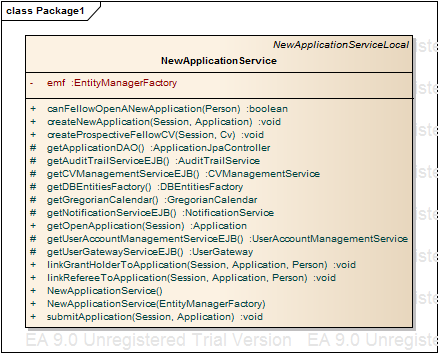 class Package1
NewApplicationServiceLocal
NewApplicationService
- emf :EntityManagerFactory
+ canFellowOpenANewApplication(Person) :boolean
+ createNewApplication(Session, Application) :void
+ createProspectiveFellowCV(Session, Cv) :void
# getApplicationDAO() :ApplicationJpaController
# getAuditTrailServiceEJB() :AuditTrailService
# getCVManagementServiceEJB() :CVManagementService
# getDBEntitiesFactory() :DBEntitiesFactory
# getGregorianCalendar() :GregorianCalendar
# getNotificationServiceEJB() :NotificationService
+ getOpenApplication(Session) :Application
# getUserAccountManagementServiceEJB() :UserAccountManagementService
# getUserGatewayServiceEJB() :UserGateway
+ linkGrantHolderToApplication(Session, Application, Person) :void
+ linkRefereeToApplication(Session, Application, Person) :void
+ NewApplicationService()
+ NewApplicationService(EntityManagerFactory)
+ submitApplication(Session, Application) :void
EA 9.0 Unregistered Trial Version EA 9.0 Unregistere